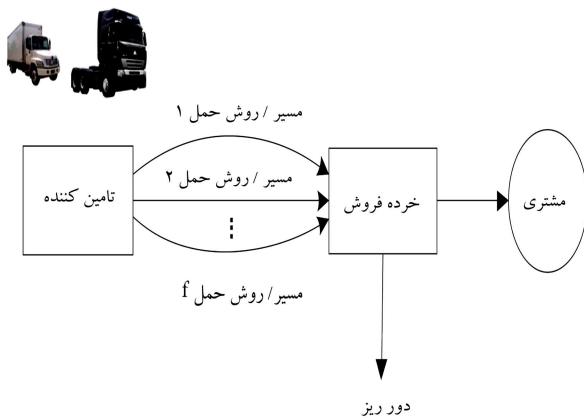 مسیر / روش حمل ۱
تامین کننده
مسیر / روش حمل ۲
خرده فروش
مشتری
مسیر/ روش حمل f
دور ریز